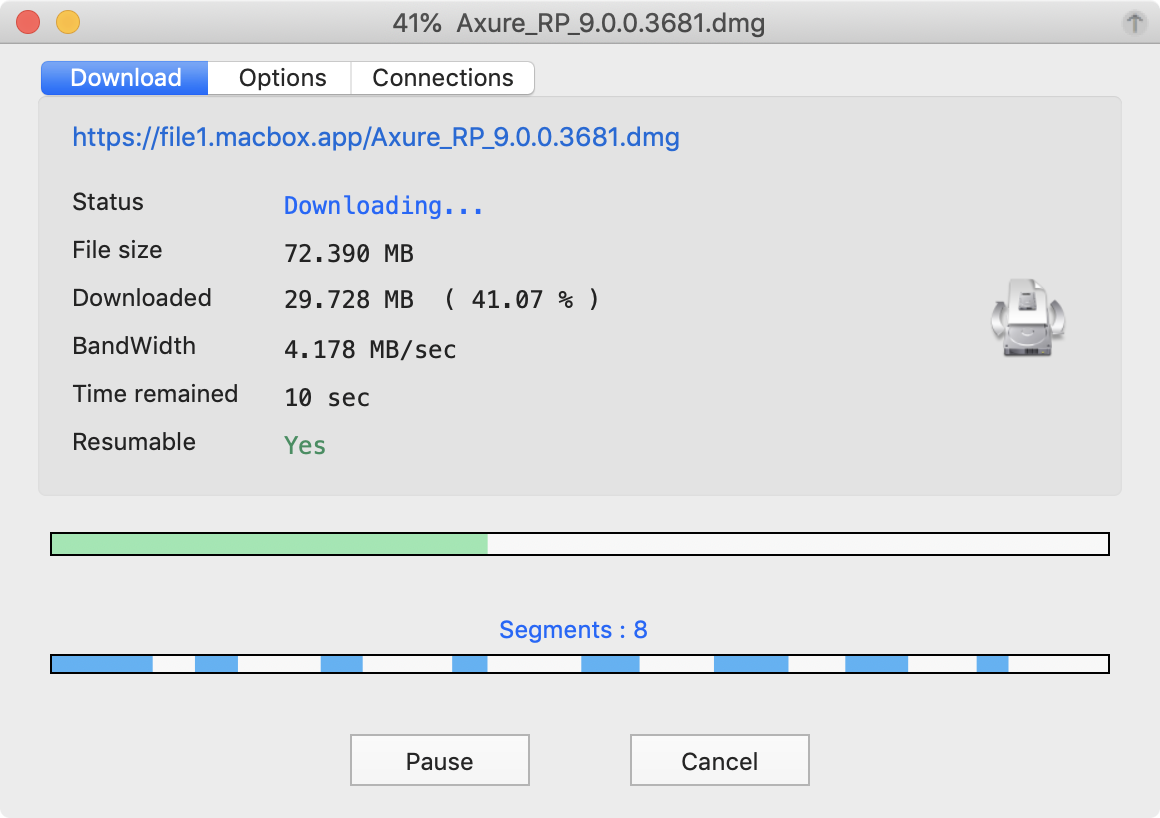 41% Axure_RP_9.0.0.3681.dmg
Download Options Connections
https://file1.macbox.app/Axure_RP_9.0.0.3681.dmg
Status Downloading...
File size 72.390 MB
Downloaded 29.728 MB ( 41.07 % )
BandWidth 4.178 MB/sec
Time remained 10 sec
Resumable Yes
Segments : 8
Pause Cancel